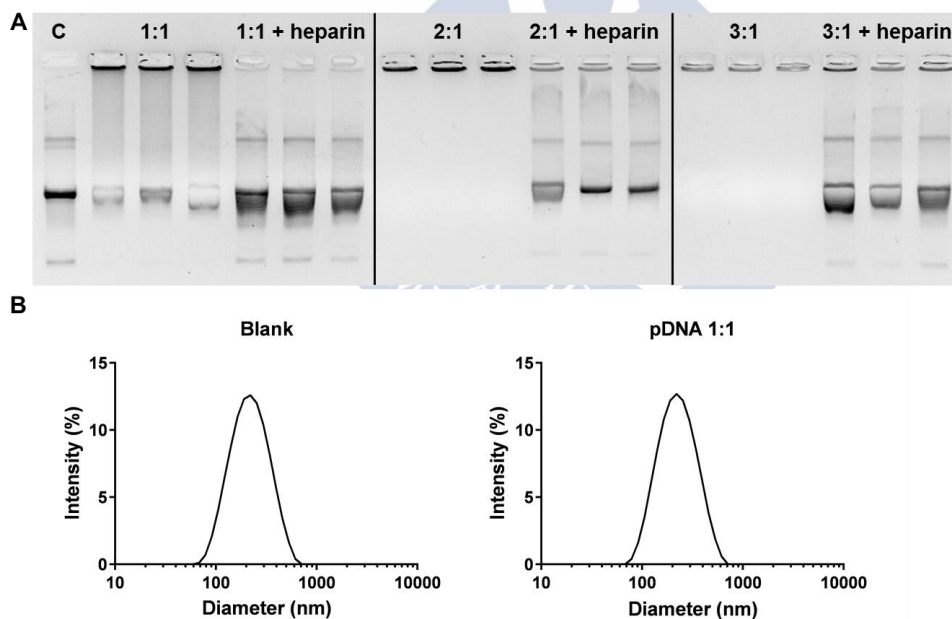 A
C 1:1 1:1 + heparin 2:1 2:1 + heparin 3:1 3:1 + heparin
B
Blank
15
10
5
0
Intensity (%)
10 100 1000 10000
Diameter (nm)
pDNA 1:1
15
10
5
0
Intensity (%)
10 100 1000 10000
Diameter (nm)